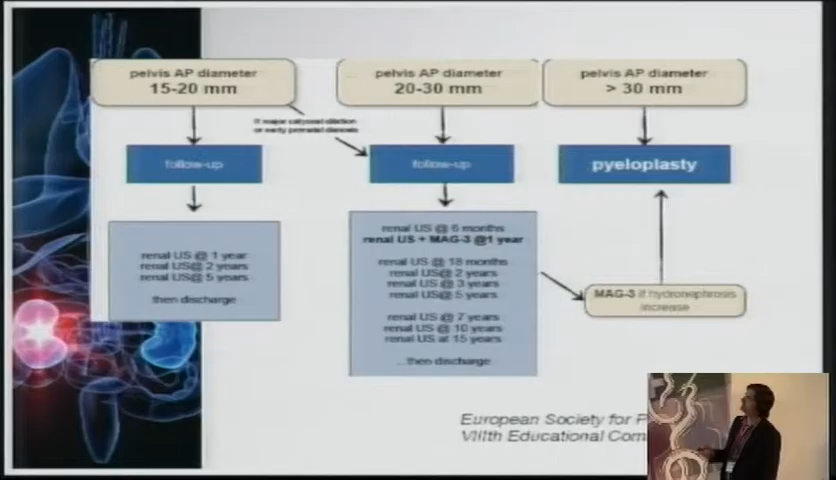 pelvis AP diameter
15-20 mm
pelvis AP diameter
20-30 mm
pelvis AP diameter
> 30 mm
if major calyceal dilation
or early prenatal diagnosis
follow-up
follow-up
pyeloplasty
renal US @ 1 year
renal US@ 2 years
renal US@ 5 years
then discharge
renal US @ 6 months
renal US + MAG-3 @1 year
renal US @ 18 months
renal US@ 2 years
renal US @ 3 years
renal US@ 5 years
renal US @ 7 years
renal US @ 10 years
renal US at 15 years
...then discharge
MAG-3 if hydronephrosis
increase
European Society for P
VIIth Educational Com